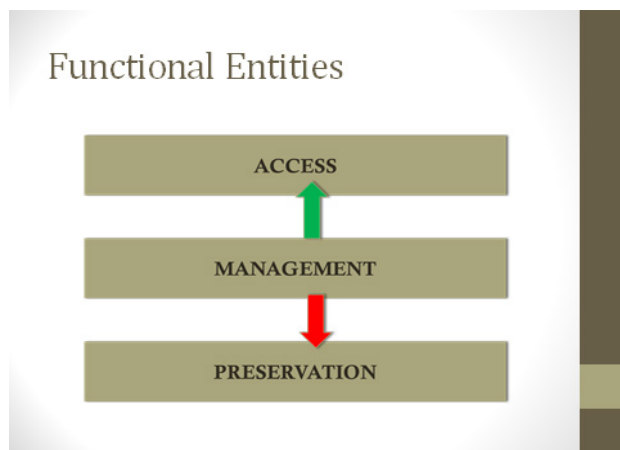 Functional Entities
ACCESS
MANAGEMENT
PRESERVATION